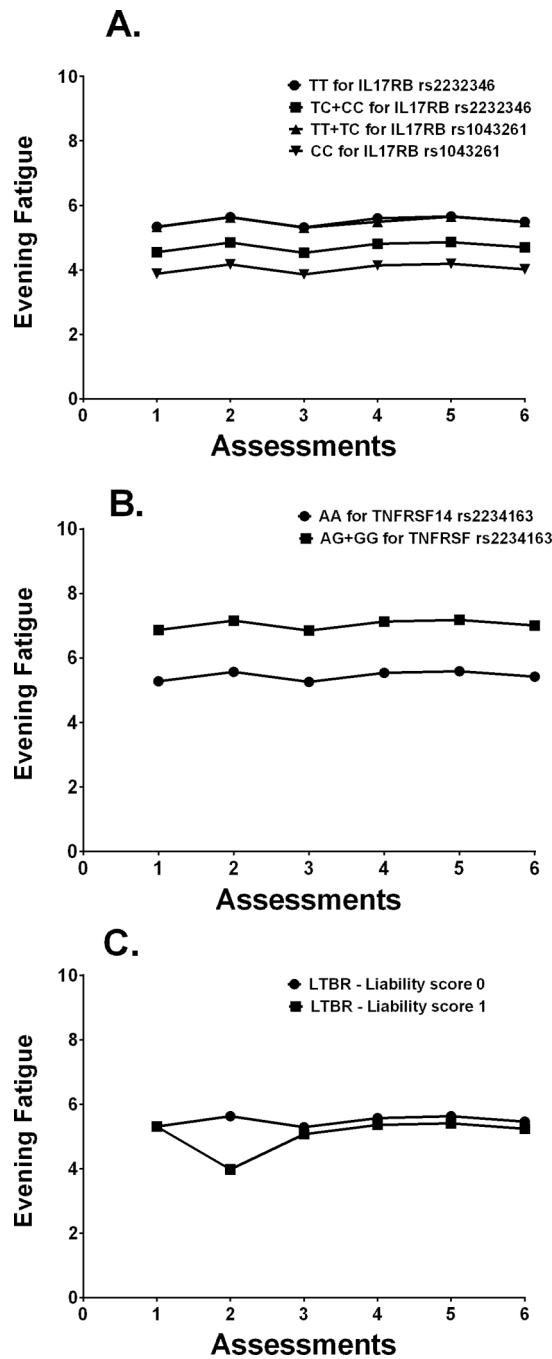 A.
10
8
6
4
2
0
Evening Fatigue
TT for IL17RB rs2232346
TC+CC for IL17RB rs2232346
TT+TC for IL17RB rs1043261
CC for IL17RB rs1043261
0 1 2 3 4 5 6
Assessments
B.
10
8
6
4
2
0
Evening Fatigue
AA for TNFRSF14 rs2234163
AG+GG for TNFRSF rs2234163
0 1 2 3 4 5 6
Assessments
C.
10
8
6
4
2
0
Evening Fatigue
LTBR - Liability score 0
LTBR - Liability score 1
0 1 2 3 4 5 6
Assessments